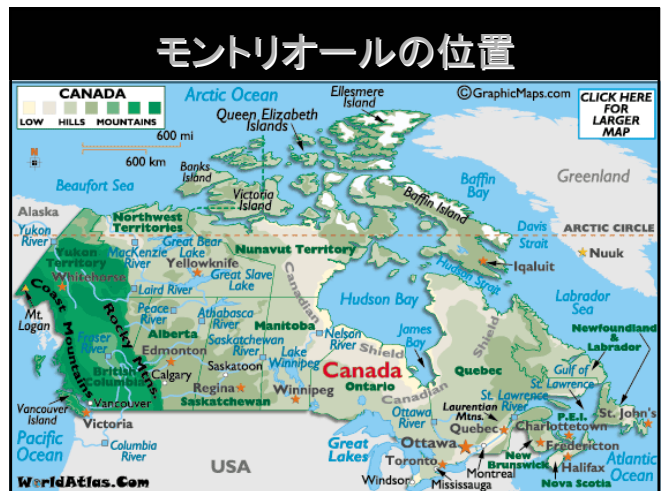 モントリオールの位置
CANADA
LOW HILLS MOUNTAINS
600 mi
600 km
N
Arctic Ocean
Ellesmere
Island
©GraphicMaps.com
CLICK HERE
FOR
LARGER
MAP
Queen Elizabeth
Islands
Banks
Island
Beaufort Sea
Victoria
Island
Baffin Island
Baffin
Bay
Greenland
Alaska
Northwest
Territories
Davis
Strait
ARCTIC CIRCLE
Yukon
River
Yukon
Territory
MacKenzie
River
Great Bear
Lake
Nunavut Territory
Iqaluit
Nuuk
Whitehorse
Yellowknife
Great Slave
Lake
Hudson Strait
Mt.
Logan
Coast Mountains
Rocky Mtns.
Laird River
Peace
River
Athabasca
River
Canadian
Shield
Hudson Bay
Labrador
Sea
Fraser
River
Alberta
Saskatchewan
River
Manitoba
Nelson
River
James
Bay
Canadian
Shield
Newfoundland
&
Labrador
British
Columbia
Edmonton
Calgary
Saskatoon
Lake
Winnipeg
Canada
Ontario
Quebec
Gulf of
St. Lawrence
Vancouver
Island
Vancouver
Victoria
Regina
Saskatchewan
Winnipeg
Ottawa
River
Laurentian
Mtns.
St. Lawrence
River
P.E.I.
St. John's
Pacific
Ocean
Columbia
River
USA
Great
Lakes
Ottawa
Quebec
Charlottetown
Fredericton
Toronto
Montreal
New
Brunswick
Halifax
Atlantic
Ocean
Windsor
Mississauga
Nova Scotia
WorldAtlas.Com